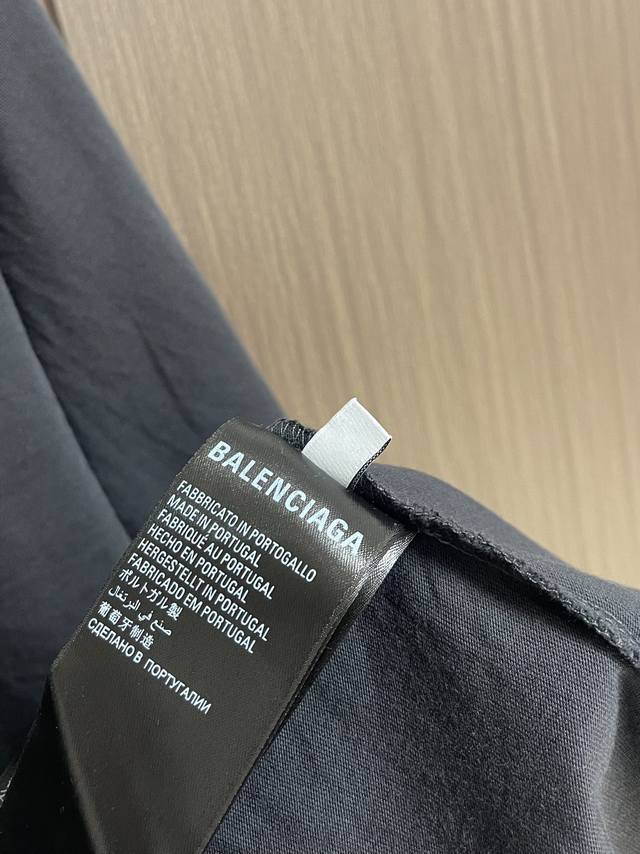 BALENCIAGA
FABBRICATO IN PORTOGALLO
MADE IN PORTUGAL
FABRIQUÉ AU PORTUGAL
HECHO EN PORTUGAL
HERGESTELLT IN PORTUGAL
FABRICADO EM PORTUGAL
ポルトガル製
صنع في البرتغال
葡萄牙制造
СДЕЛАНО В ПОРТУГАЛИИ